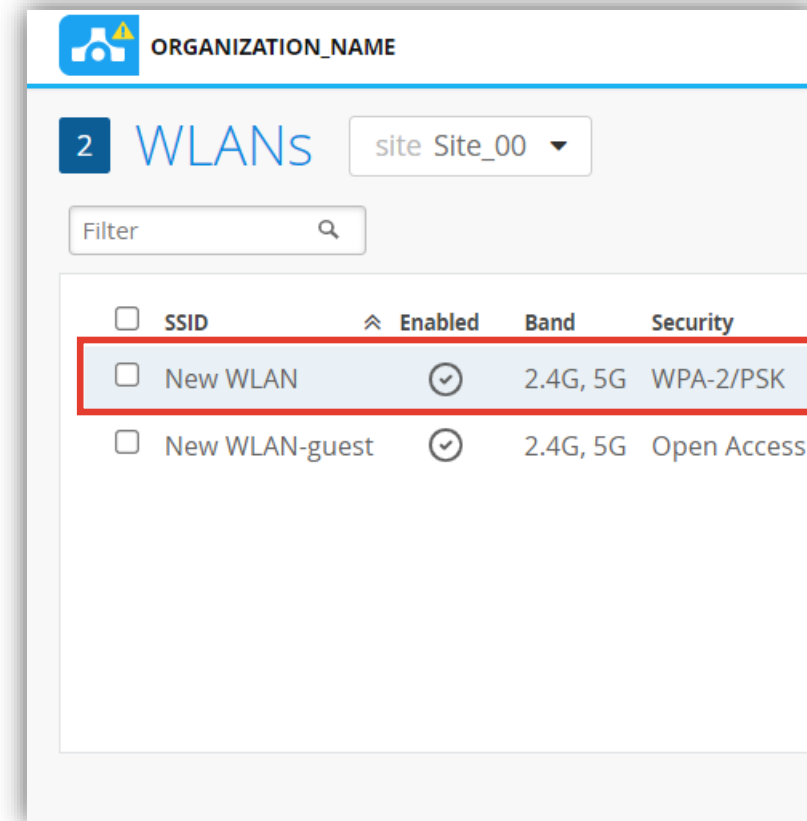 ORGANIZATION_NAME
2 WLANs site Site_00
Filter
SSID Enabled Band Security
New WLAN 2.4G, 5G WPA-2/PSK
New WLAN-guest 2.4G, 5G Open Access